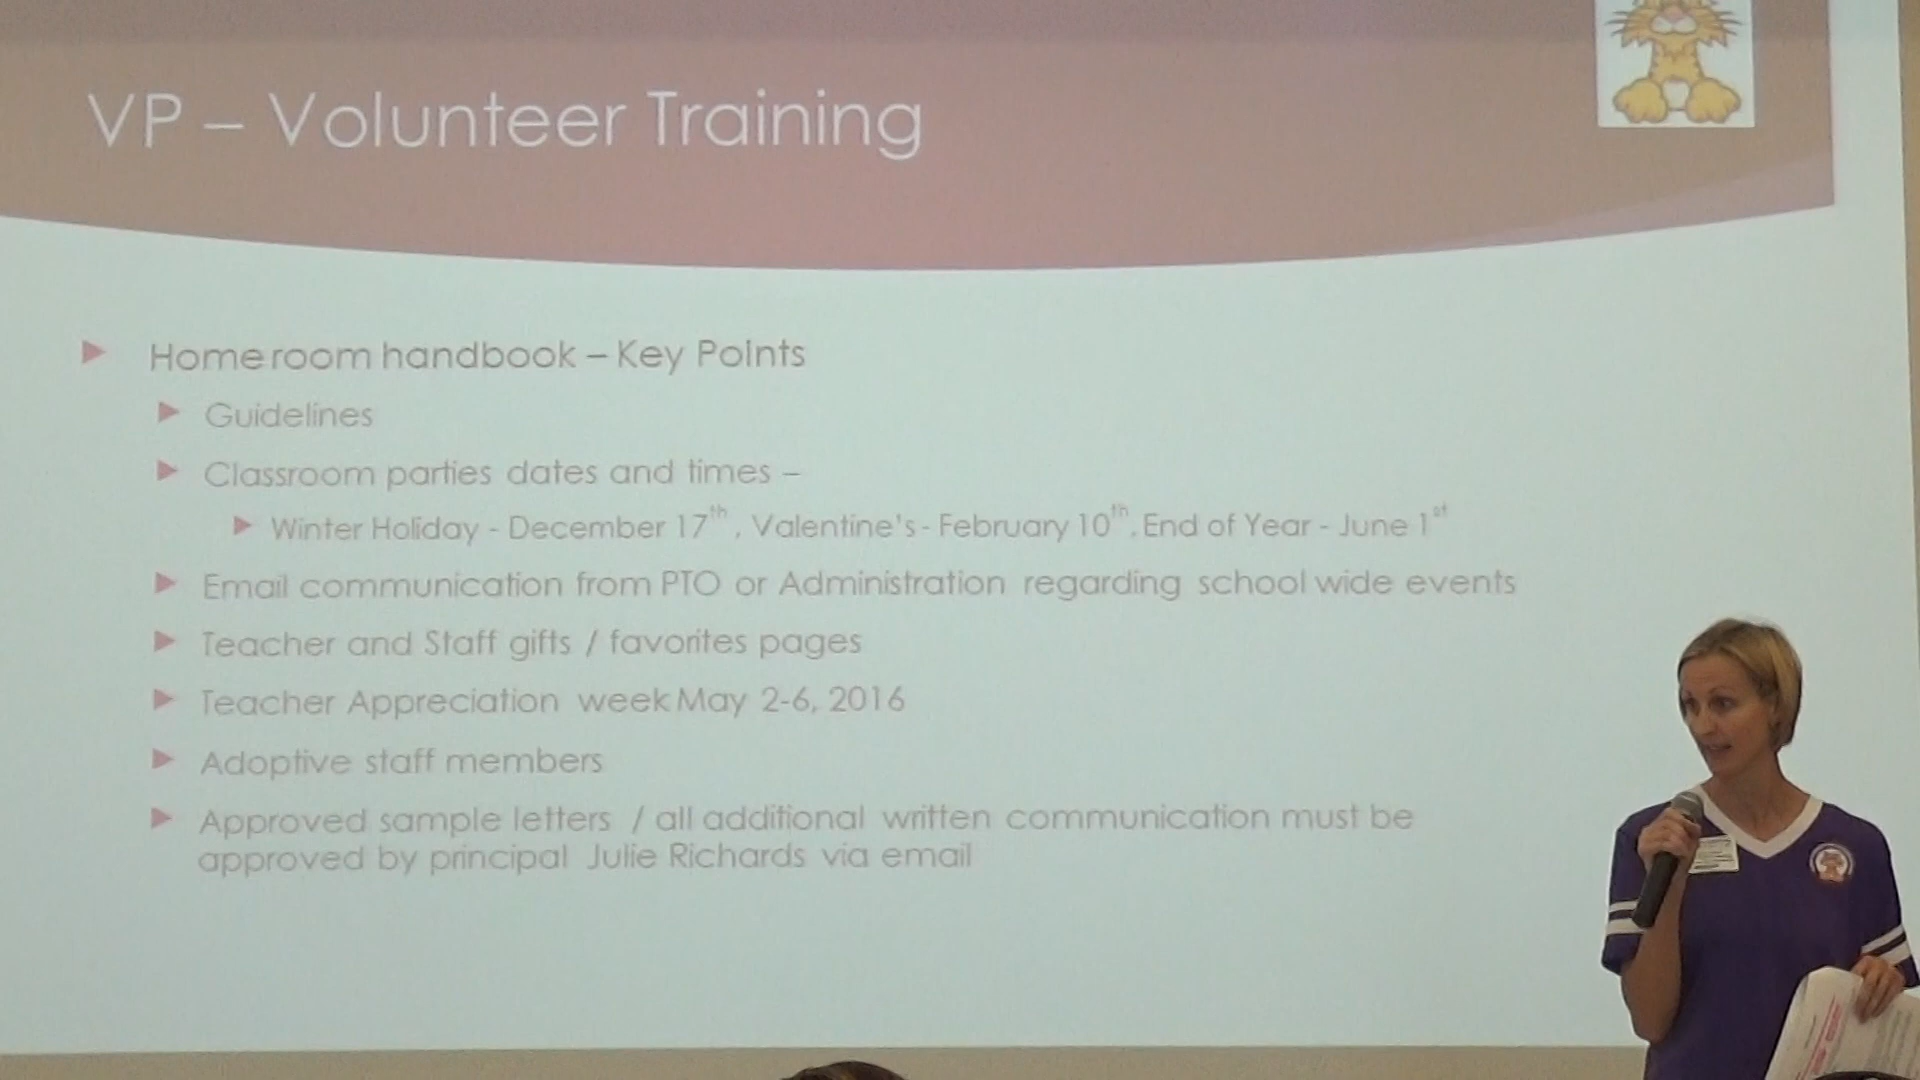 VP – Volunteer Training
Homeroom handbook – Key Points
Guidelines
Classroom parties dates and times –
Winter Holiday - December 17th, Valentine's - February 10th. End of Year - June 1st
Email communication from PTO or Administration regarding school wide events
Teacher and Staff gifts / favorites pages
Teacher Appreciation week May 2-6, 2016
Adoptive staff members
Approved sample letters / all additional written communication must be
approved by principal Julie Richards via email